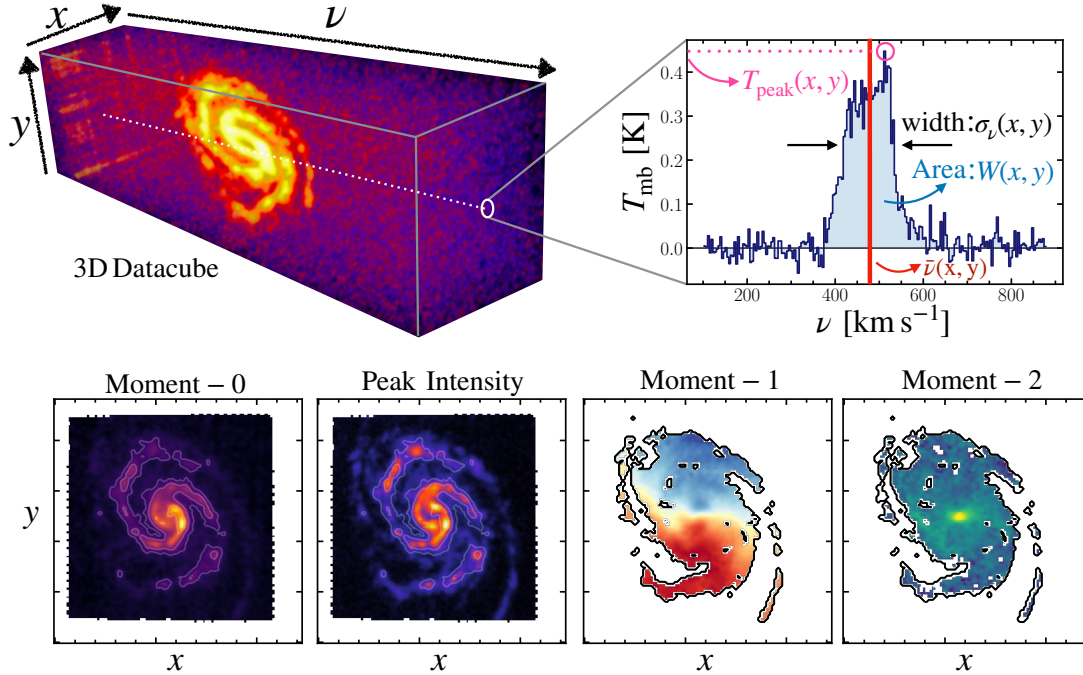 x
ν
y
3D Datacube
T_peak(x, y)
width:σ_ν(x, y)
Area:W(x, y)
ν̄(x, y)
T_mb [K]
0.4
0.3
0.2
0.1
0.0
200 400 600 800
ν [km s⁻¹]
Moment − 0 Peak Intensity Moment − 1 Moment − 2
y
x x x x